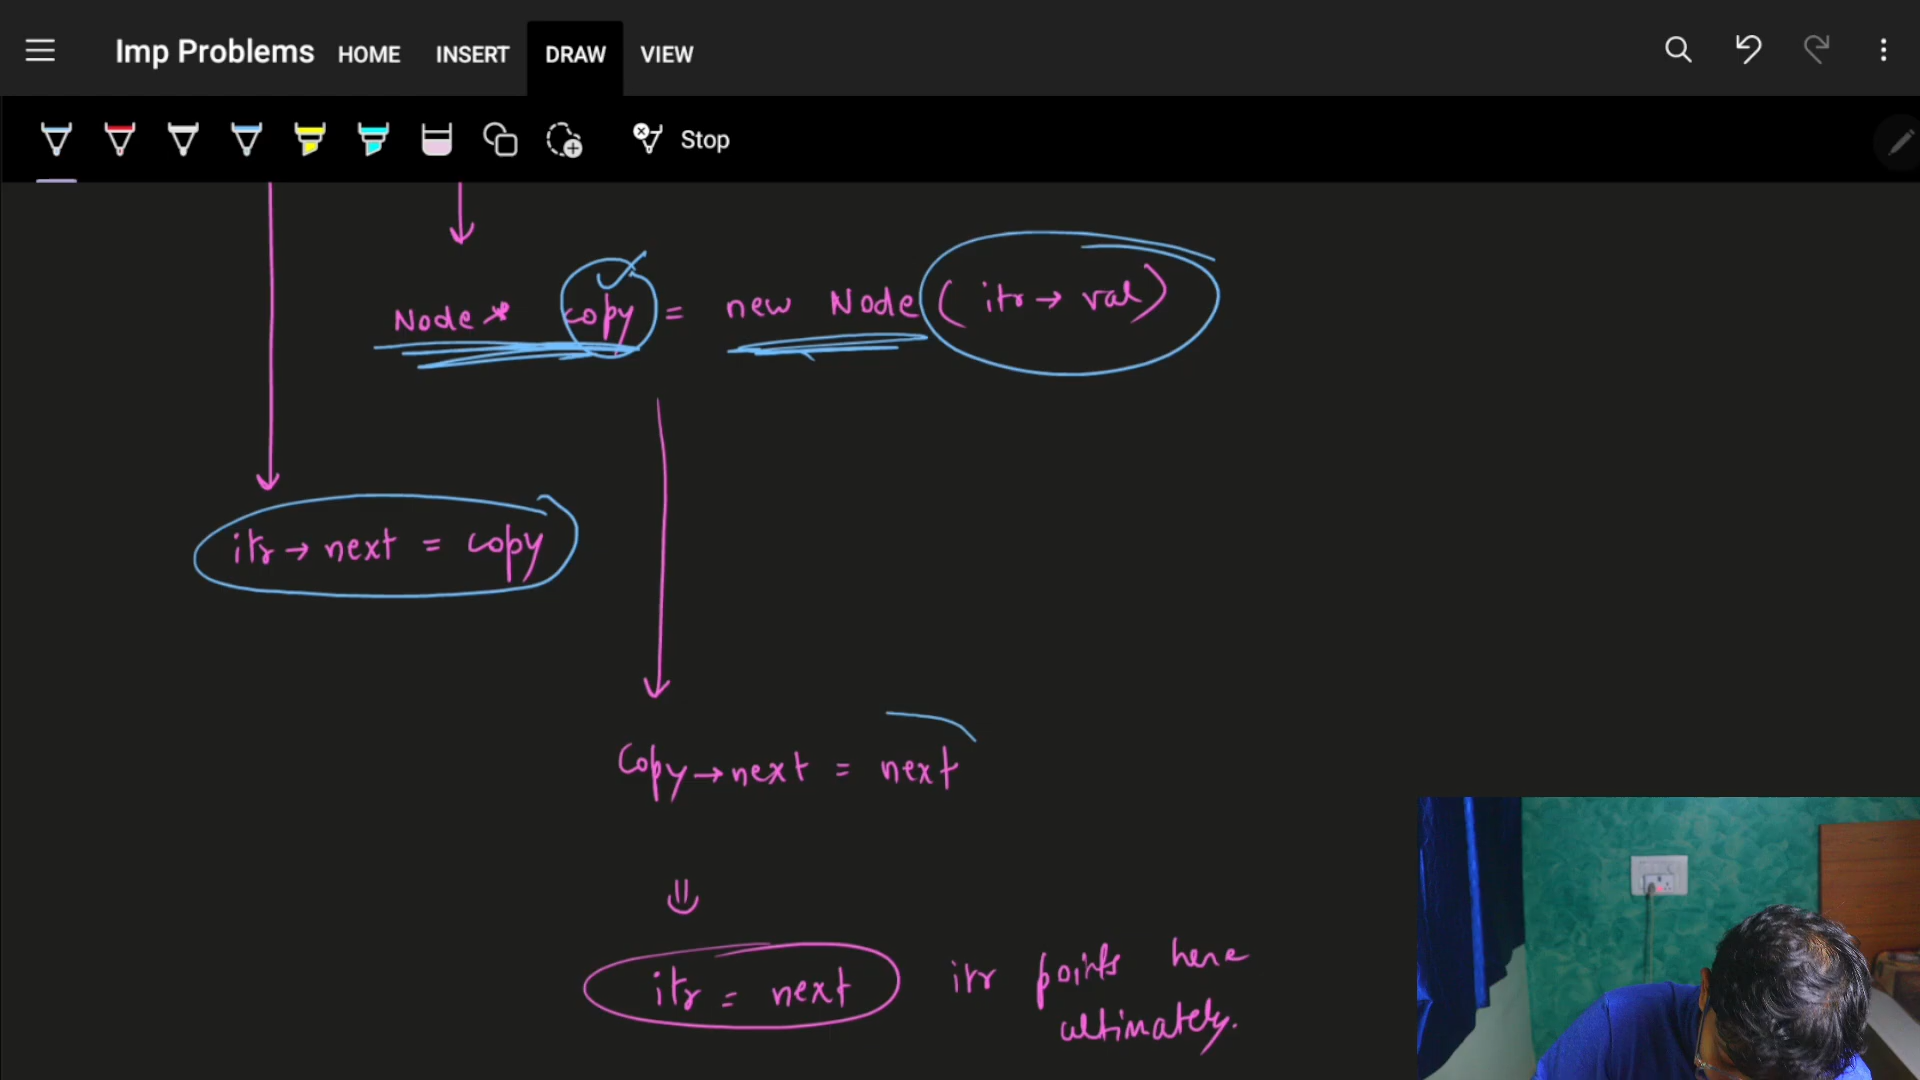 Imp Problems HOME INSERT DRAW VIEW
Stop
Node* copy = new Node (itr → val)
itr → next = copy
Copy → next = next
itr = next
itr points here
ultimately.